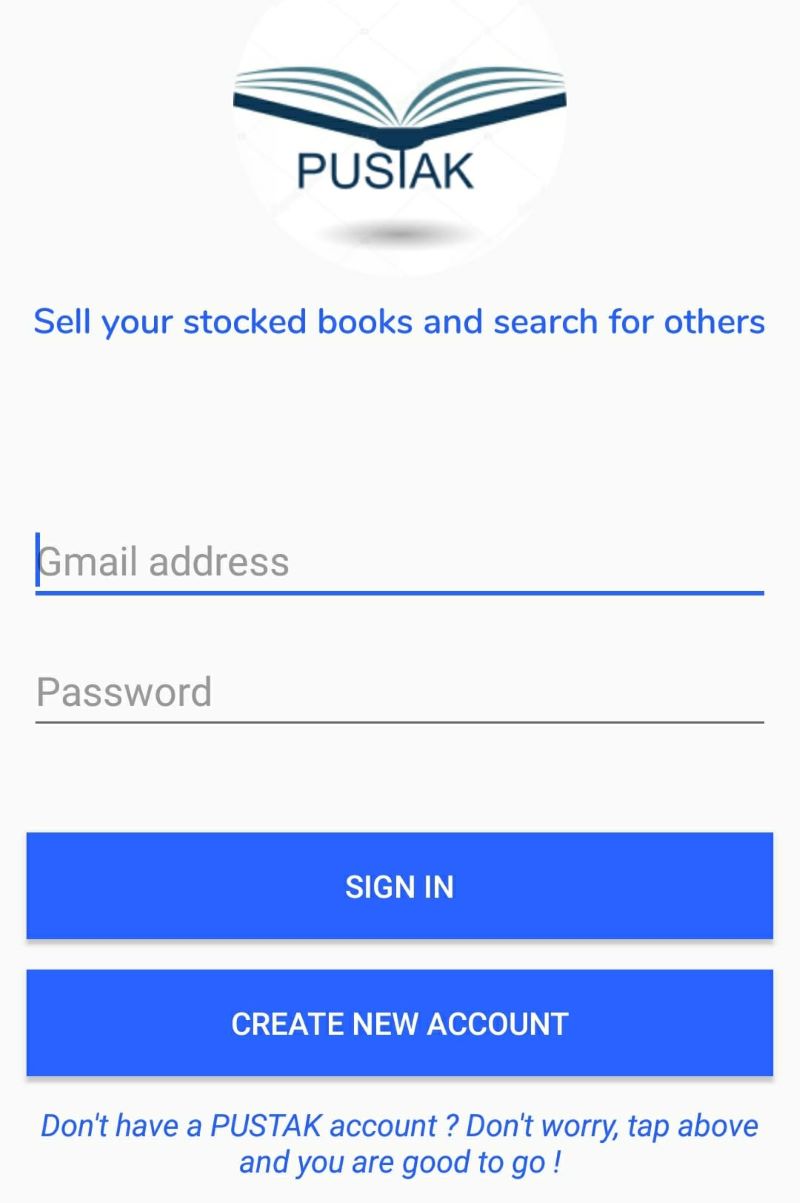 PUSTAK
Sell your stocked books and search for others
Gmail address
Password
SIGN IN
CREATE NEW ACCOUNT
Don't have a PUSTAK account ? Don't worry, tap above
and you are good to go !